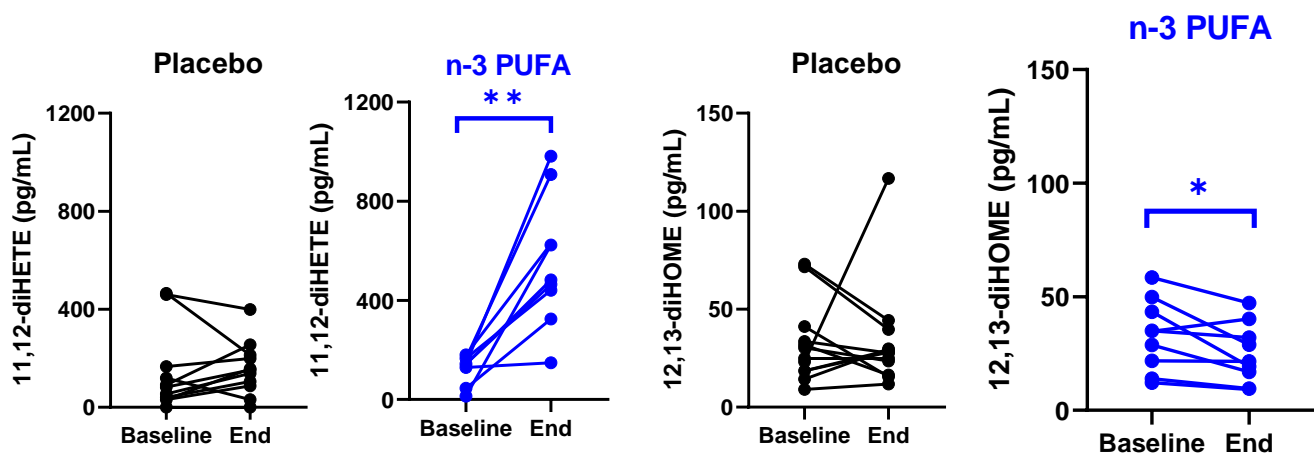 Placebo
11,12-diHETE (pg/mL)
1200
800
400
0
Baseline End
n-3 PUFA
**
11,12-diHETE (pg/mL)
1200
800
400
0
Baseline End
Placebo
12,13-diHOME (pg/mL)
150
100
50
0
Baseline End
n-3 PUFA
*
12,13-diHOME (pg/mL)
150
100
50
0
Baseline End